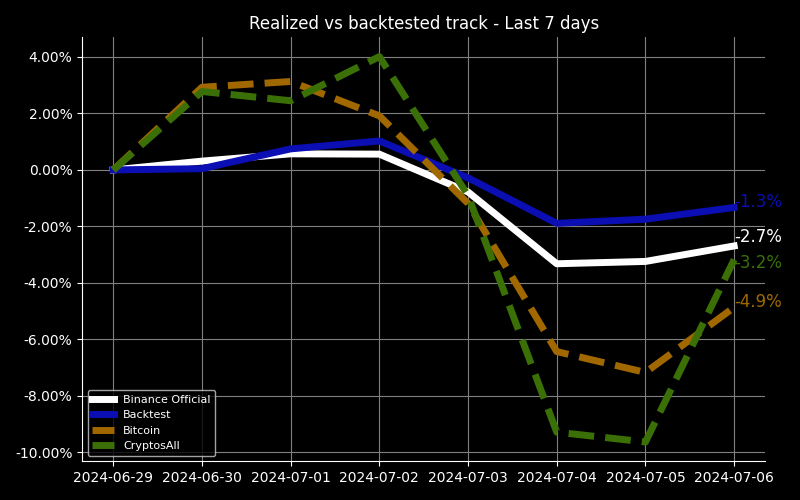 Realized vs backtested track - Last 7 days
4.00%
2.00%
0.00%
-2.00%
-4.00%
-6.00%
-8.00%
-10.00%
-1.3%
-2.7%
-3.2%
-4.9%
Binance Official
Backtest
Bitcoin
CryptosAll
2024-06-29 2024-06-30 2024-07-01 2024-07-02 2024-07-03 2024-07-04 2024-07-05 2024-07-06